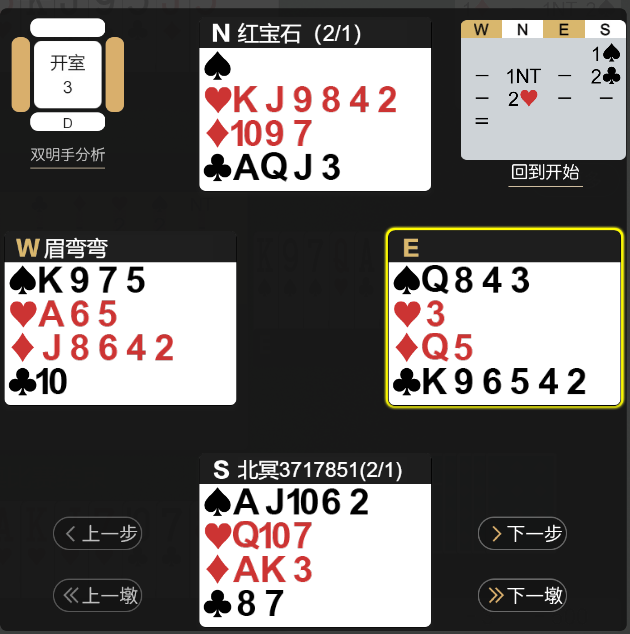 开室
3
D
双明手分析
N 红宝石（2/1）
♠
♥K J 9 8 4 2
♦10 9 7
♣A Q J 3
W N E S
1♠
– 1NT – 2♣
– 2♥ – –
=
回到开始
W 眉弯弯
♠K 9 7 5
♥A 6 5
♦J 8 6 4 2
♣10
E
♠Q 8 4 3
♥3
♦Q 5
♣K 9 6 5 4 2
S 北冥3717851(2/1)
♠A J 10 6 2
♥Q 10 7
♦A K 3
♣8 7
上一步
下一步
上一墩
下一墩